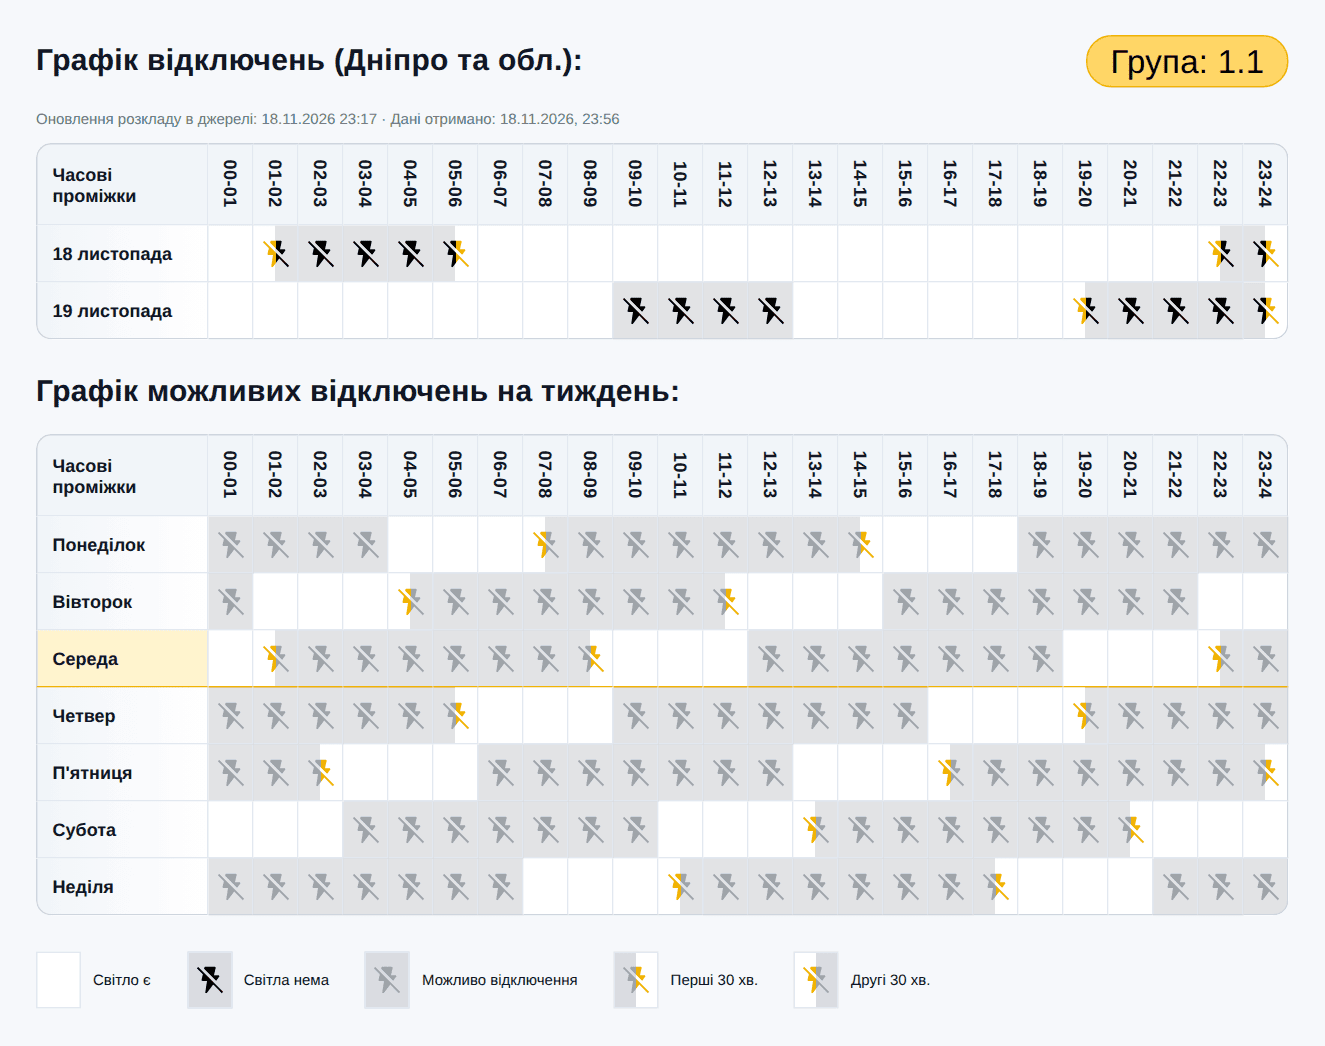 Графік відключень (Дніпро та обл.):
Група: 1.1
Оновлення розкладу в джерелі: 18.11.2026 23:17 · Дані отримано: 18.11.2026, 23:56
Часові проміжки 00-01 01-02 02-03 03-04 04-05 05-06 06-07 07-08 08-09 09-10 10-11 11-12 12-13 13-14 14-15 15-16 16-17 17-18 18-19 19-20 20-21 21-22 22-23 23-24
18 листопада
19 листопада
Графік можливих відключень на тиждень:
Часові проміжки 00-01 01-02 02-03 03-04 04-05 05-06 06-07 07-08 08-09 09-10 10-11 11-12 12-13 13-14 14-15 15-16 16-17 17-18 18-19 19-20 20-21 21-22 22-23 23-24
Понеділок
Вівторок
Середа
Четвер
П'ятниця
Субота
Неділя
Світло є Світла нема Можливо відключення Перші 30 хв. Другі 30 хв.